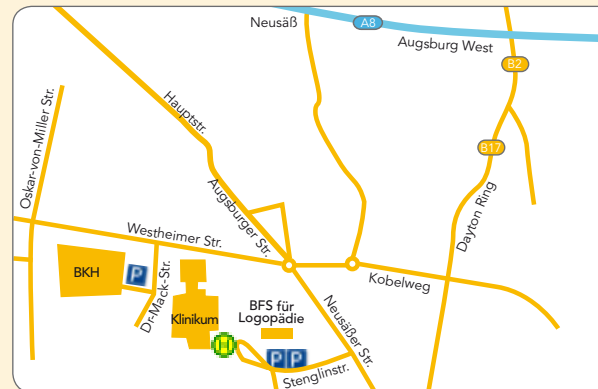 Neusäß
A8
Augsburg West
B2
Hauptstr.
Oskar-von-Miller Str.
B17
Augsburger Str.
Dayton Ring
Westheimer Str.
BKH
P
Dr-Mack-Str.
Kobelweg
Klinikum
BFS für
Logopädie
Neusäßer Str.
H
P P
Stenglinstr.